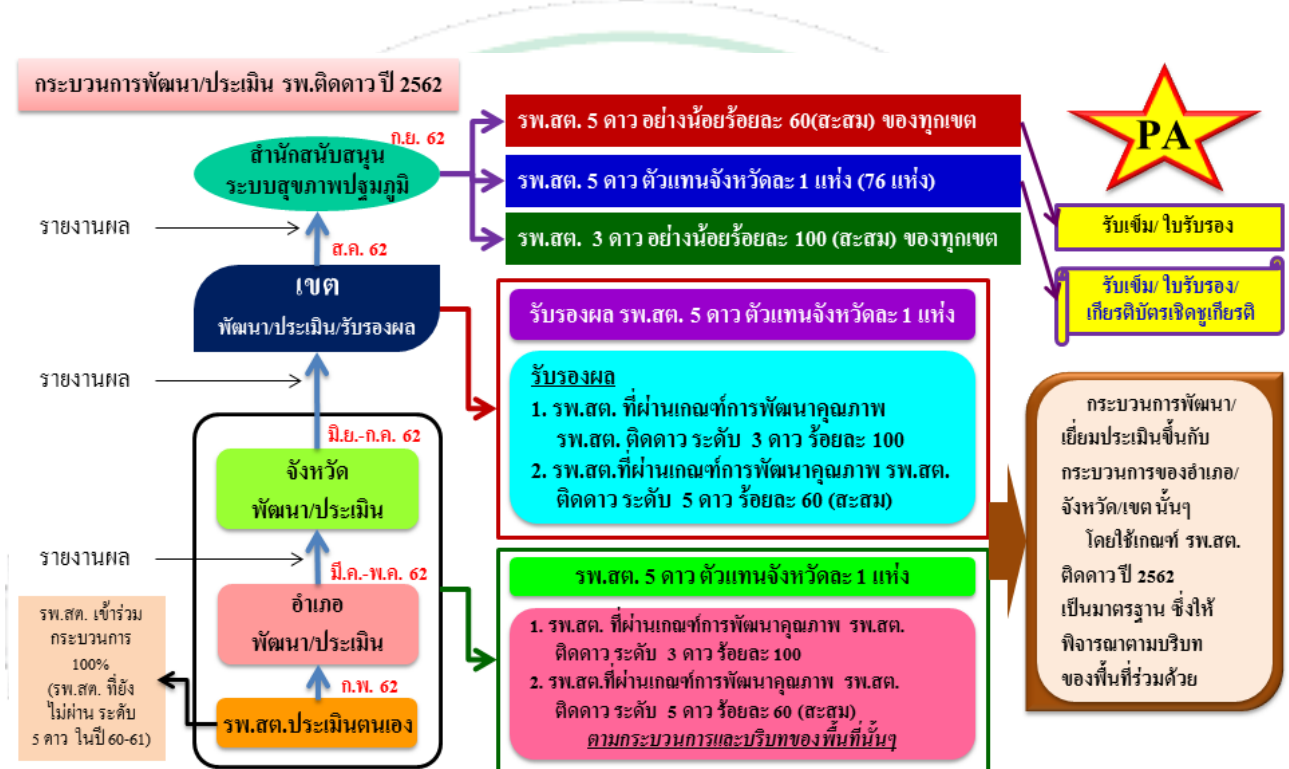 กระบวนการพัฒนา/ประเมิน รพ.ติดดาว ปี 2562
ก.ย. 62
สำนักสนับสนุน
ระบบสุขภาพปฐมภูมิ
รพ.สต. 5 ดาว อย่างน้อยร้อยละ 60(สะสม) ของทุกเขต
รพ.สต. 5 ดาว ตัวแทนจังหวัดละ 1 แห่ง (76 แห่ง)
รพ.สต. 3 ดาว อย่างน้อยร้อยละ 100 (สะสม) ของทุกเขต
PA
รับเข็ม/ ใบรับรอง
รับเข็ม/ ใบรับรอง/
เกียรติบัตรเชิดชูเกียรติ
รายงานผล
ส.ค. 62
เขต
พัฒนา/ประเมิน/รับรองผล
รายงานผล
มิ.ย.-ก.ค. 62
จังหวัด
พัฒนา/ประเมิน
รายงานผล
มี.ค.-พ.ค. 62
อำเภอ
พัฒนา/ประเมิน
ก.พ. 62
รพ.สต.ประเมินตนเอง
รพ.สต. เข้าร่วม
กระบวนการ
100%
(รพ.สต. ที่ยัง
ไม่ผ่าน ระดับ
5 ดาว ในปี 60-61)
รับรองผล รพ.สต. 5 ดาว ตัวแทนจังหวัดละ 1 แห่ง
รับรองผล
1. รพ.สต. ที่ผ่านเกณฑ์การพัฒนาคุณภาพ
รพ.สต. ติดดาว ระดับ 3 ดาว ร้อยละ 100
2. รพ.สต.ที่ผ่านเกณฑ์การพัฒนาคุณภาพ รพ.สต.
ติดดาว ระดับ 5 ดาว ร้อยละ 60 (สะสม)
รพ.สต. 5 ดาว ตัวแทนจังหวัดละ 1 แห่ง
1. รพ.สต. ที่ผ่านเกณฑ์การพัฒนาคุณภาพ รพ.สต.
ติดดาว ระดับ 3 ดาว ร้อยละ 100
2. รพ.สต.ที่ผ่านเกณฑ์การพัฒนาคุณภาพ รพ.สต.
ติดดาว ระดับ 5 ดาว ร้อยละ 60 (สะสม)
ตามกระบวนการและบริบทของพื้นที่นั้นๆ
กระบวนการพัฒนา/
เยี่ยมประเมินขึ้นกับ
กระบวนการของอำเภอ/
จังหวัด/เขต นั้นๆ
โดยใช้เกณฑ์ รพ.สต.
ติดดาว ปี 2562
เป็นมาตรฐาน ซึ่งให้
พิจารณาตามบริบท
ของพื้นที่ร่วมด้วย